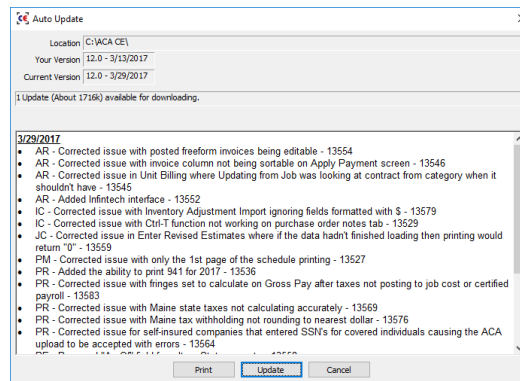 CE Auto Update
Location C:\ACA CE\
Your Version 12.0 - 3/13/2017
Current Version 12.0 - 3/29/2017
1 Update (About 1716k) available for downloading.
3/29/2017
• AR - Corrected issue with posted freeform invoices being editable - 13554
• AR - Corrected issue with invoice column not being sortable on Apply Payment screen - 13546
• AR - Corrected issue in Unit Billing where Updating from Job was looking at contract from category when it
shouldn't have - 13545
• AR - Added Infintech interface - 13552
• IC - Corrected issue with Inventory Adjustment Import ignoring fields formatted with $ - 13579
• IC - Corrected issue with Ctrl-T function not working on purchase order notes tab - 13529
• JC - Corrected issue in Enter Revised Estimates where if the data hadn't finished loading then printing would
return "0" - 13559
• PM - Corrected issue with only the 1st page of the schedule printing - 13527
• PR - Added the ability to print 941 for 2017 - 13536
• PR - Corrected issue with fringes set to calculate on Gross Pay after taxes not posting to job cost or certified
payroll - 13583
• PR - Corrected issue with Maine state taxes not calculating accurately - 13569
• PR - Corrected issue with Maine tax withholding not rounding to nearest dollar - 13576
• PR - Corrected issue for self-insured companies that entered SSN's for covered individuals causing the ACA
upload to be accepted with errors - 13564
Print Update Cancel